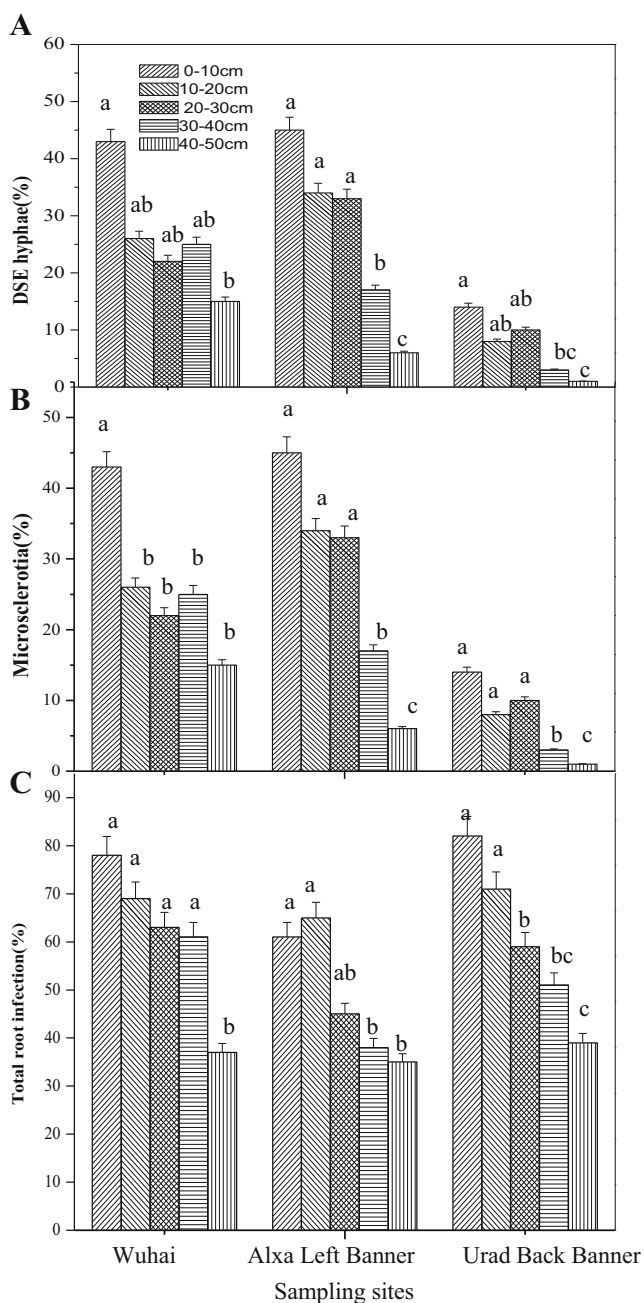 A
60
50
40
30
20
10
0
DSE hyphae(%)
0-10cm
10-20cm
20-30cm
30-40cm
40-50cm
a
ab
ab
ab
b
a
a
a
b
c
a
ab
ab
bc
c
B
50
40
30
20
10
0
Microsclerotia(%)
a
b
b
b
b
a
a
a
b
c
a
a
a
b
c
C
90
80
70
60
50
40
30
20
10
0
Total root infection(%)
a
a
a
a
b
a
a
ab
b
b
a
a
b
bc
c
Wuhai
Alxa Left Banner
Urad Back Banner
Sampling sites